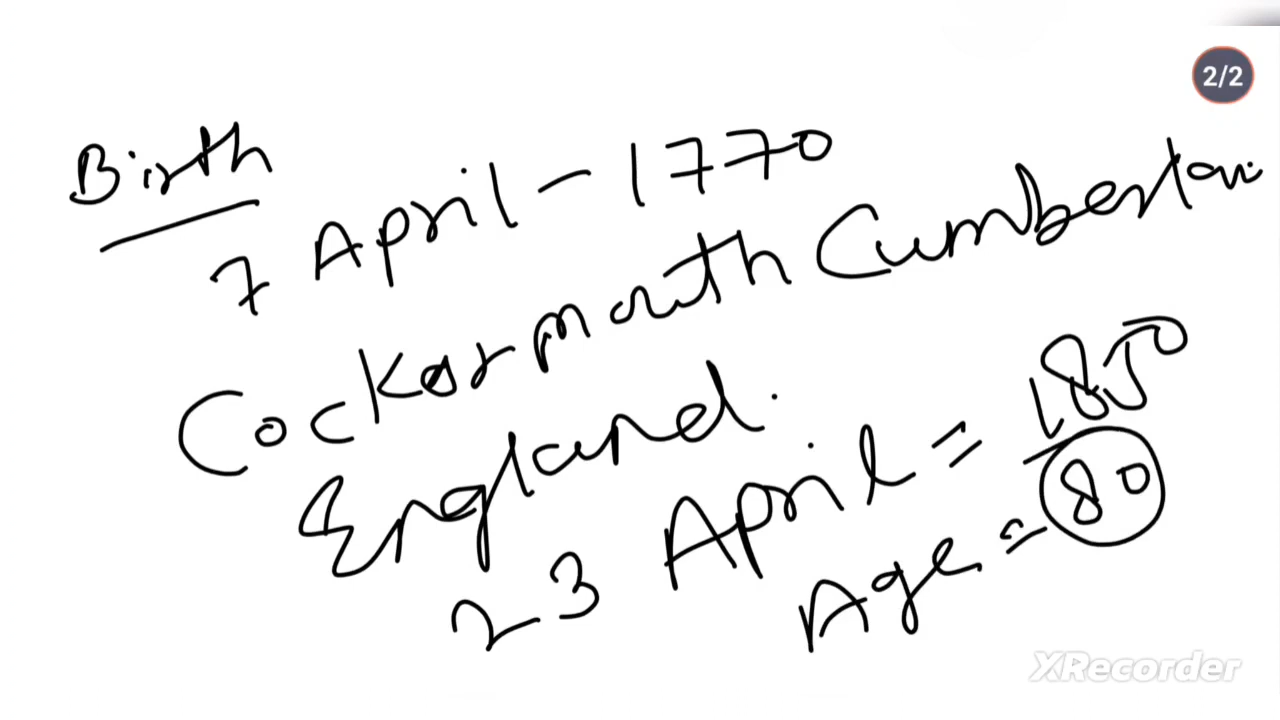 2/2
Birth
7 April - 1770
Cockermouth Cumberlan
England.
23 April = 1850
Age = 80
XRecorder